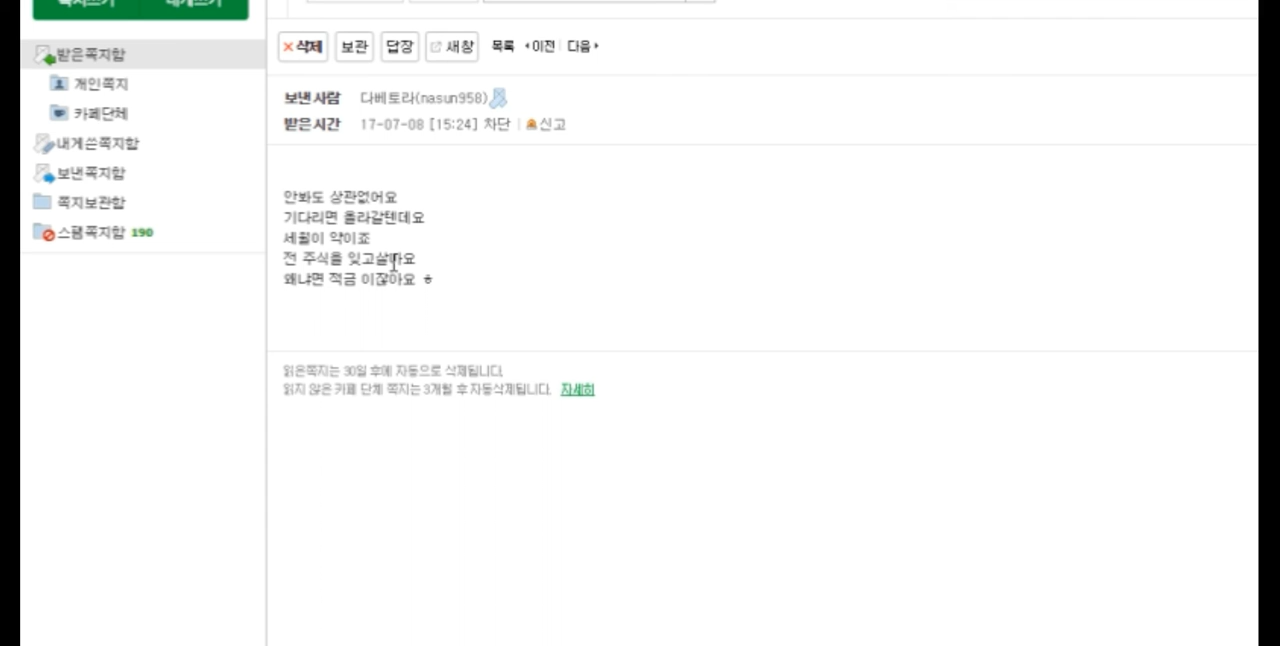 쪽지쓰기 내게쓰기
받은쪽지함
개인쪽지
카페단체
내게쓴쪽지함
보낸쪽지함
쪽지보관함
스팸쪽지함 190
삭제 보관 답장 새창 목록 이전 다음
보낸사람 다베토라(nasun958)
받은시간 17-07-08 [15:24] 차단 신고
안봐도 상관없어요
기다리면 올라갈텐데요
세월이 약이죠
전 주식을 잊고살아요
왜냐면 적금 이잖아요 ㅎ
읽은쪽지는 30일 후에 자동으로 삭제됩니다.
읽지 않은 카페 단체 쪽지는 3개월 후 자동삭제됩니다. 자세히